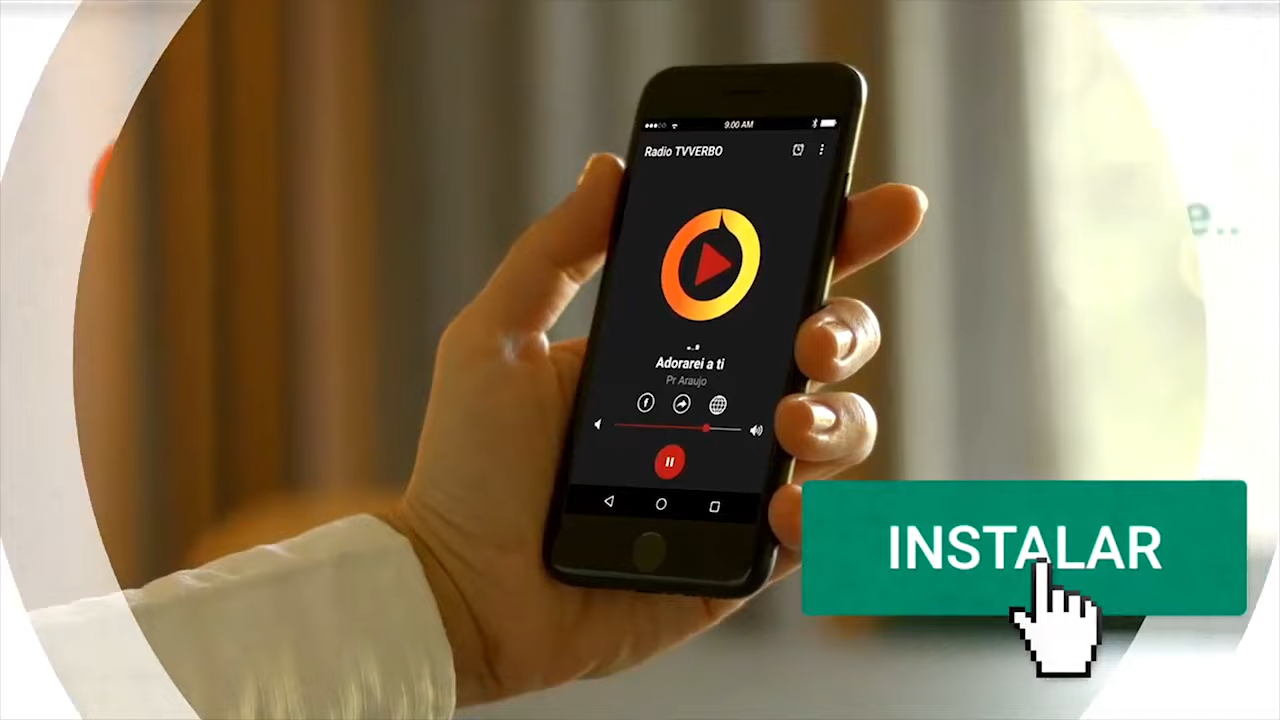 9:00 AM
Radio TVVERBO
e..
Adorarei a ti
Pr Araujo
INSTALAR